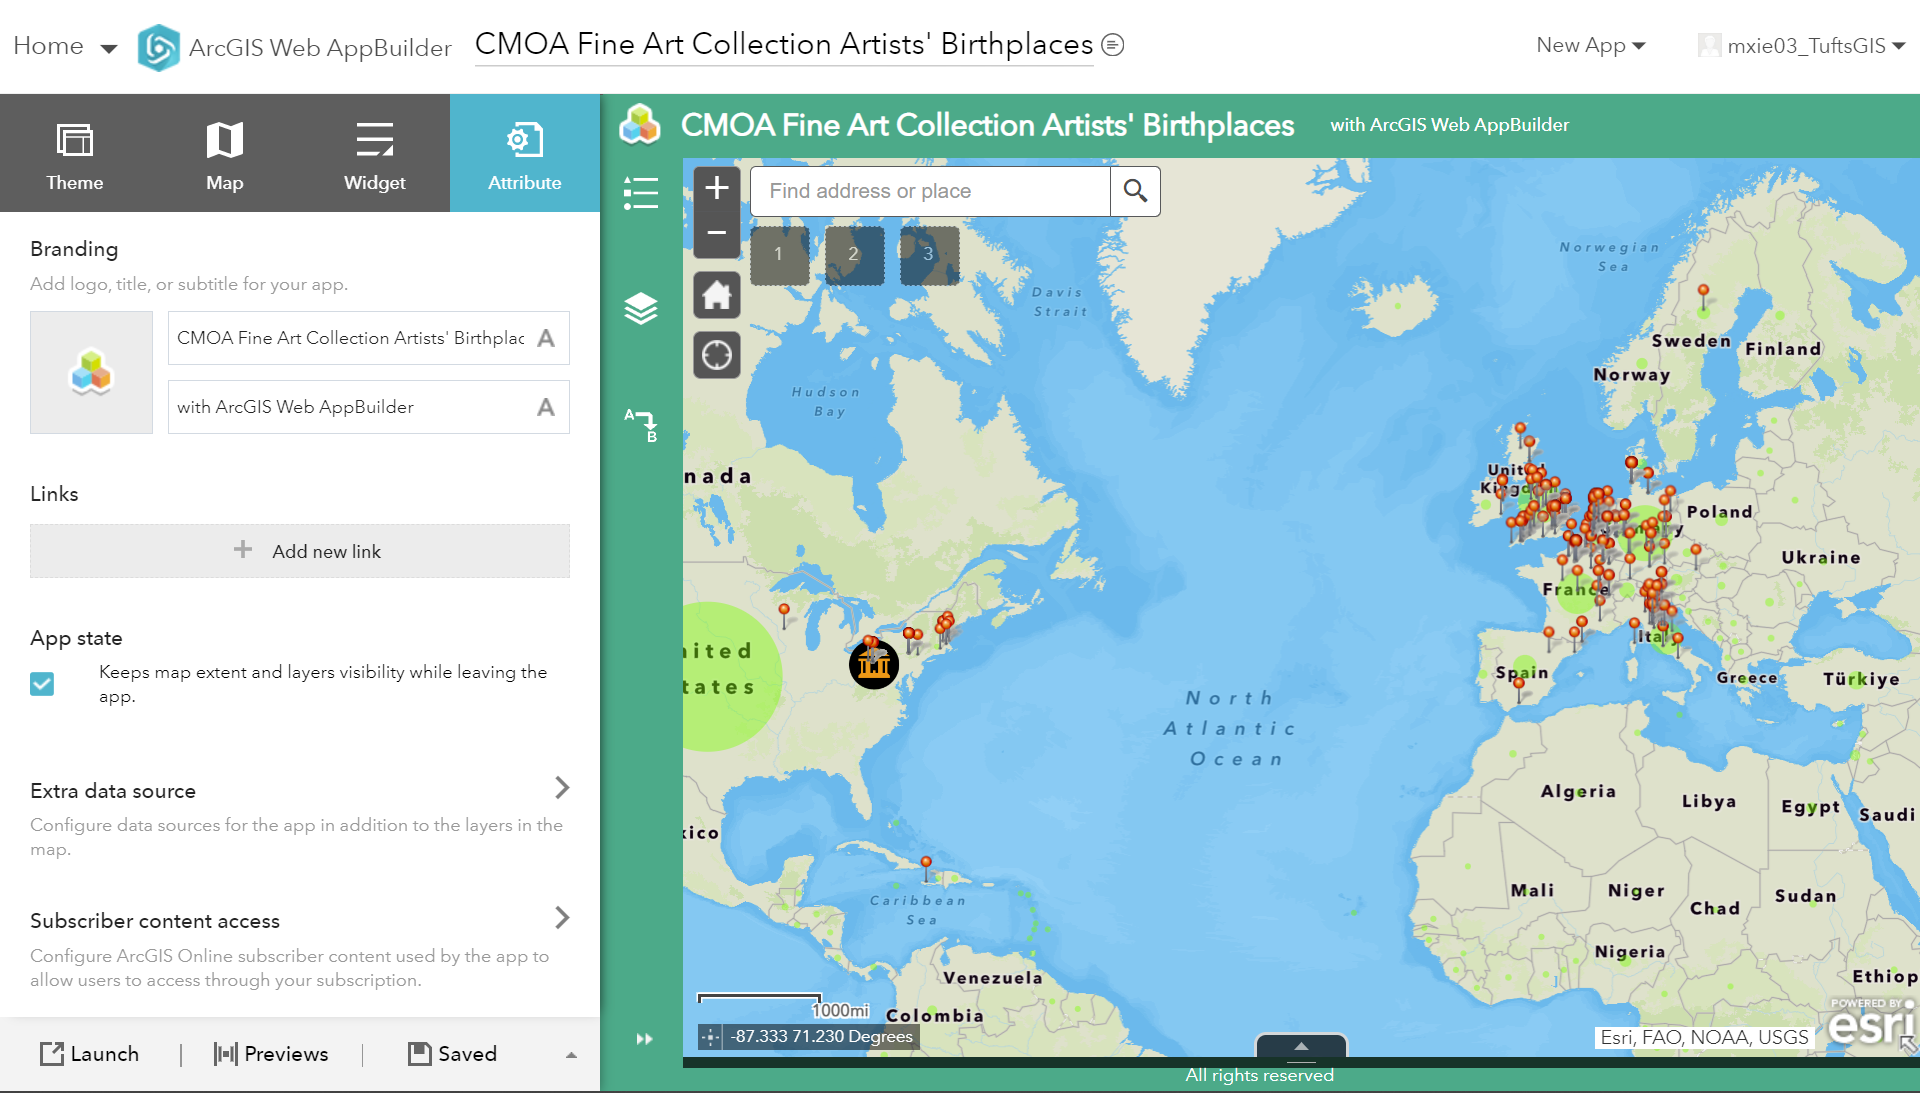 Home
ArcGIS Web AppBuilder
CMOA Fine Art Collection Artists' Birthplaces
New App
mxie03_TuftsGIS
Theme
Map
Widget
Attribute
Branding
Add logo, title, or subtitle for your app.
CMOA Fine Art Collection Artists' Birthplac
A
with ArcGIS Web AppBuilder
A
Links
Add new link
App state
Keeps map extent and layers visibility while leaving the
app.
Extra data source
Configure data sources for the app in addition to the layers in the
map.
Subscriber content access
Configure ArcGIS Online subscriber content used by the app to
allow users to access through your subscription.
Launch
Previews
Saved
CMOA Fine Art Collection Artists' Birthplaces
with ArcGIS Web AppBuilder
A
B
Find address or place
1
2
3
Norwegian
Sea
Davis
Strait
Sweden
Finland
Norway
Hudson
Bay
nada
United
Kingdo
Poland
Ukraine
France
nited
tates
Ital
Spain
Greece
Türkiye
North
Atlantic
Ocean
Algeria
Libya
Egypt
Saudi
xico
Mali
Niger
Chad
Sudan
Caribbean
Sea
Nigeria
Venezuela
Ethiop
Colombia
1000mi
-87.333 71.230 Degrees
POWERED BY
esri
Esri, FAO, NOAA, USGS
All rights reserved